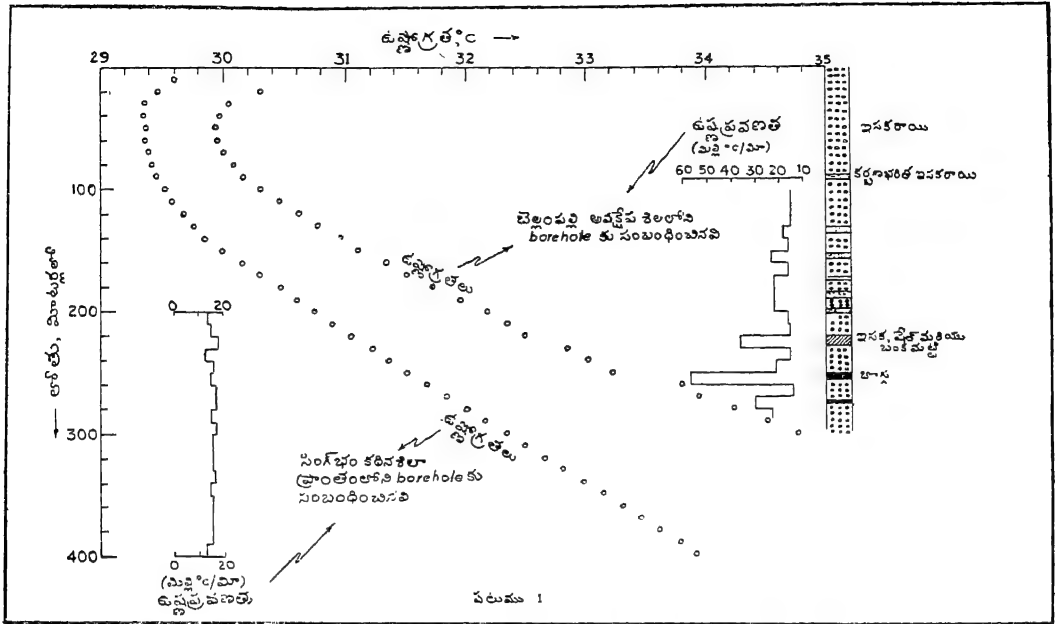 ఉష్ణోగ్రత,°c →
29 30 31 32 33 34 35
100
200
300
400
← లోతు, మీటర్లలో
ఉష్ణప్రవణత
(మిల్లి °c/మీ)
60 50 40 30 20 10
ఇసకరాయి
కర్బనభరిత ఇసకరాయి
ఇసక, షేల్ మరియు
బంకమట్టి
బొగ్గు
బెల్లంపల్లి అవక్షేప శిలలోని
borehole కు సంబంధించినవి
ఉష్ణోగ్రతలు
0 20
ఉష్ణోగ్రతలు
సింగ్‌భం కఠినశిలా
ప్రాంతంలోని borehole కు
సంబంధించినవి
0 20
(మిల్లి °c/మీ)
ఉష్ణప్రవణత
పటము 1